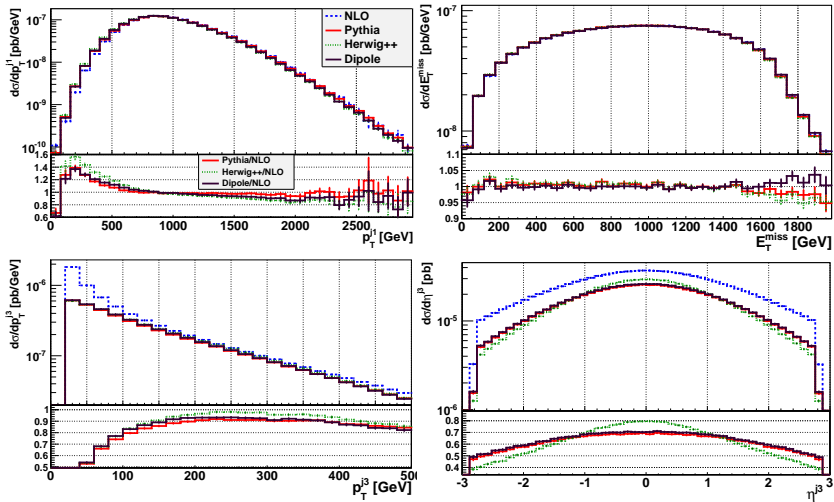 dσ/dp_T^j1 [pb/GeV]
10^-7
10^-8
10^-9
10^-10
NLO
Pythia
Herwig++
Dipole
1.6
1.4
1.2
1
0.8
0.6
Pythia/NLO
Herwig++/NLO
Dipole/NLO
0 500 1000 1500 2000 2500
p_T^j1 [GeV]
dσ/dE_T^miss [pb/GeV]
10^-7
10^-8
1.1
1.05
1
0.95
0.9
0 200 400 600 800 1000 1200 1400 1600 1800
E_T^miss [GeV]
dσ/dp_T^j3 [pb/GeV]
10^-6
10^-7
1
0.9
0.8
0.7
0.6
0.5
0 100 200 300 400 500
p_T^j3 [GeV]
dσ/dη^j3 [pb]
10^-5
10^-6
0.8
0.7
0.6
0.5
0.4
-3 -2 -1 0 1 2 3
η^j3